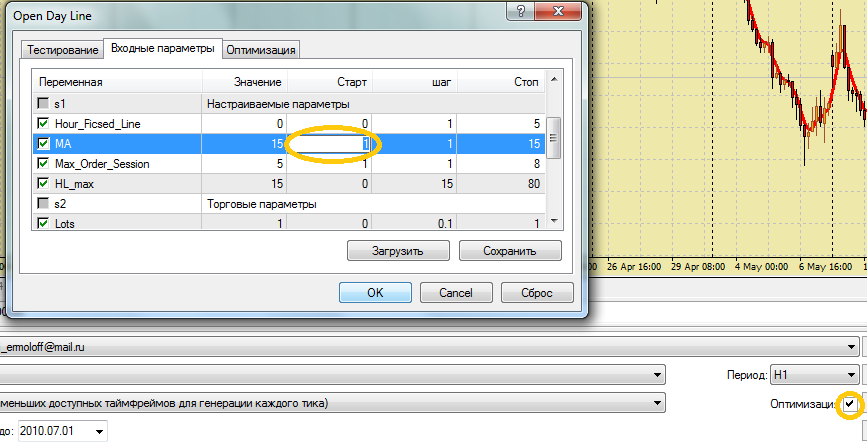 Open Day Line
Тестирование Входные параметры Оптимизация
Переменная Значение Старт шаг Стоп
s1 Настраиваемые параметры
Hour_Ficsed_Line 0 0 1 5
MA 15 1 1 15
Max_Order_Session 5 1 1 8
HL_max 15 0 15 80
s2 Торговые параметры
Lots 1 0 0.1 1
Загрузить Сохранить
OK Cancel Сброс
26 Apr 16:00 29 Apr 08:00 4 May 00:00 6 May 16:00
_ermoloff@mail.ru
Период: H1
меньших доступных таймфреймов для генерации каждого тика) Оптимизаци
до: 2010.07.01